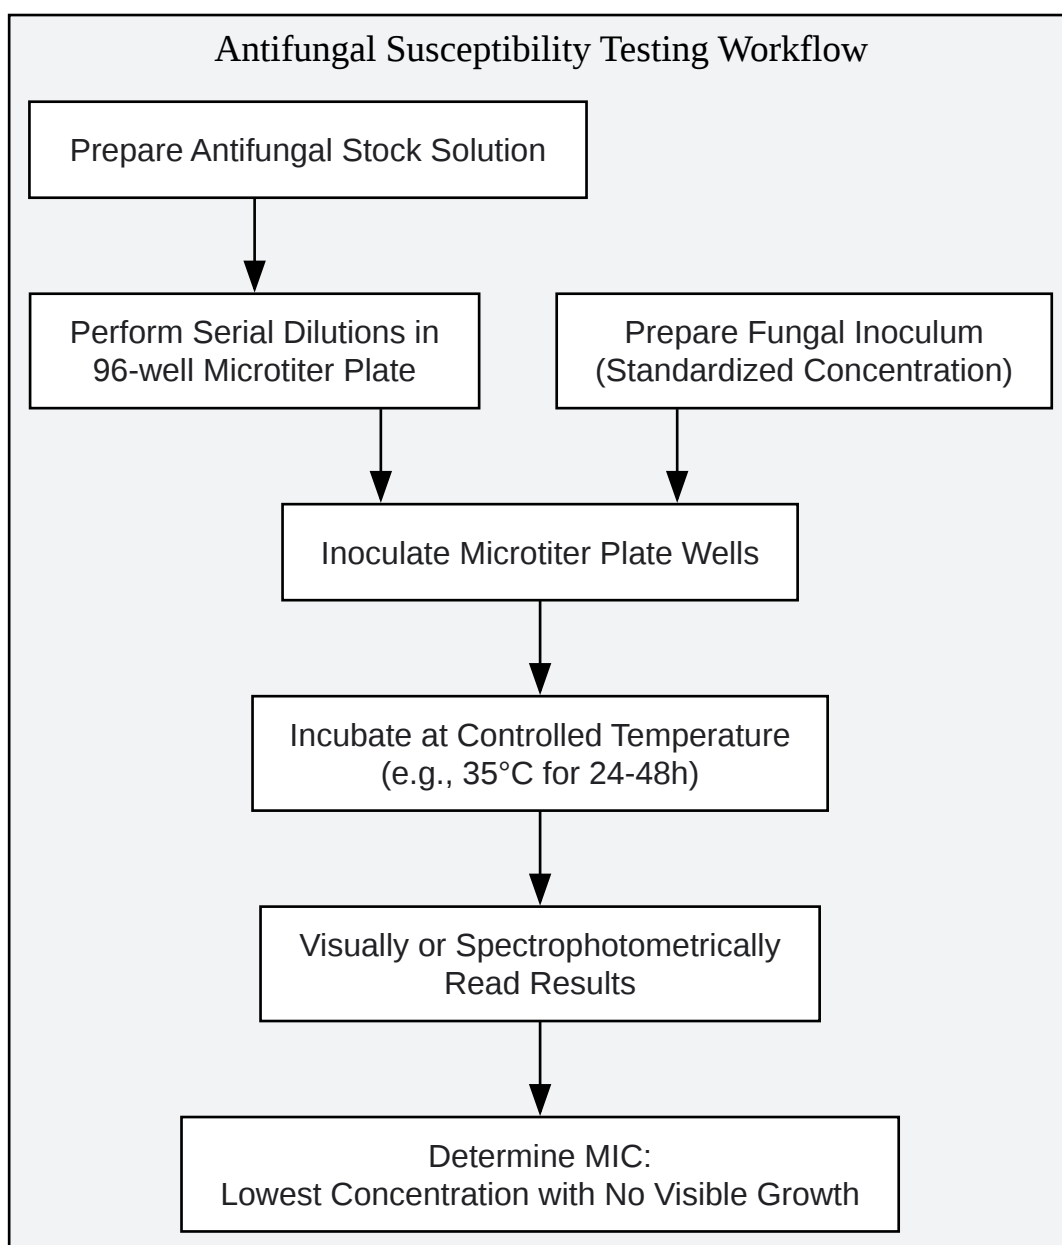 Antifungal Susceptibility Testing Workflow
Prepare Antifungal Stock Solution
Perform Serial Dilutions in
96-well Microtiter Plate
Prepare Fungal Inoculum
(Standardized Concentration)
Inoculate Microtiter Plate Wells
Incubate at Controlled Temperature
(e.g., 35°C for 24-48h)
Visually or Spectrophotometrically
Read Results
Determine MIC:
Lowest Concentration with No Visible Growth